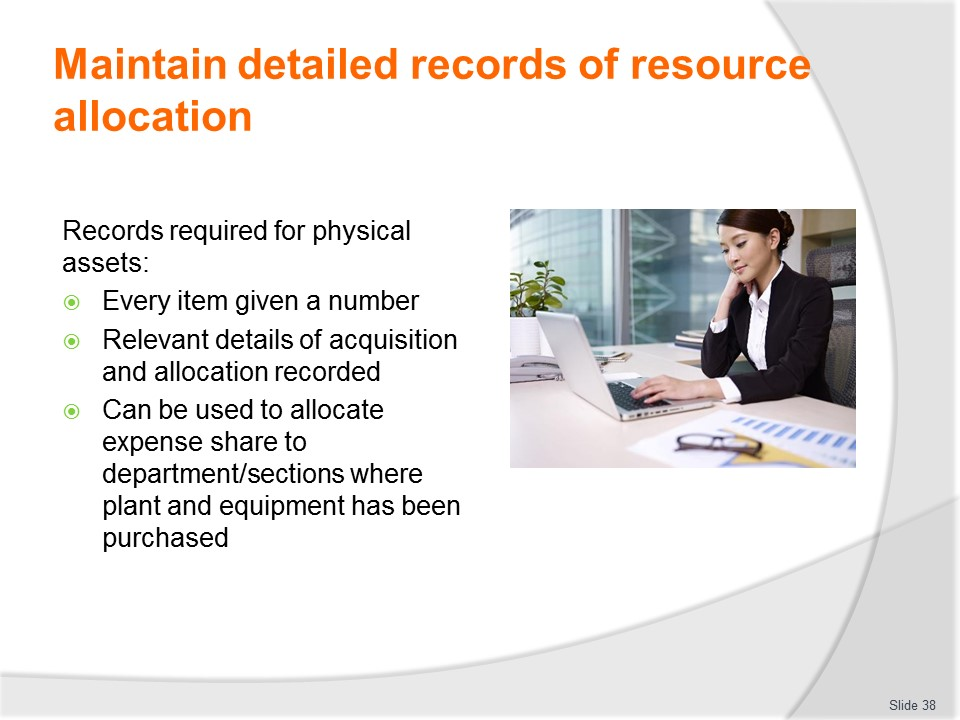 Maintain detailed records of resource
allocation
Records required for physical
assets:
Every item given a number
Relevant details of acquisition
and allocation recorded
Can be used to allocate
expense share to
department/sections where
plant and equipment has been
purchased
Slide 38